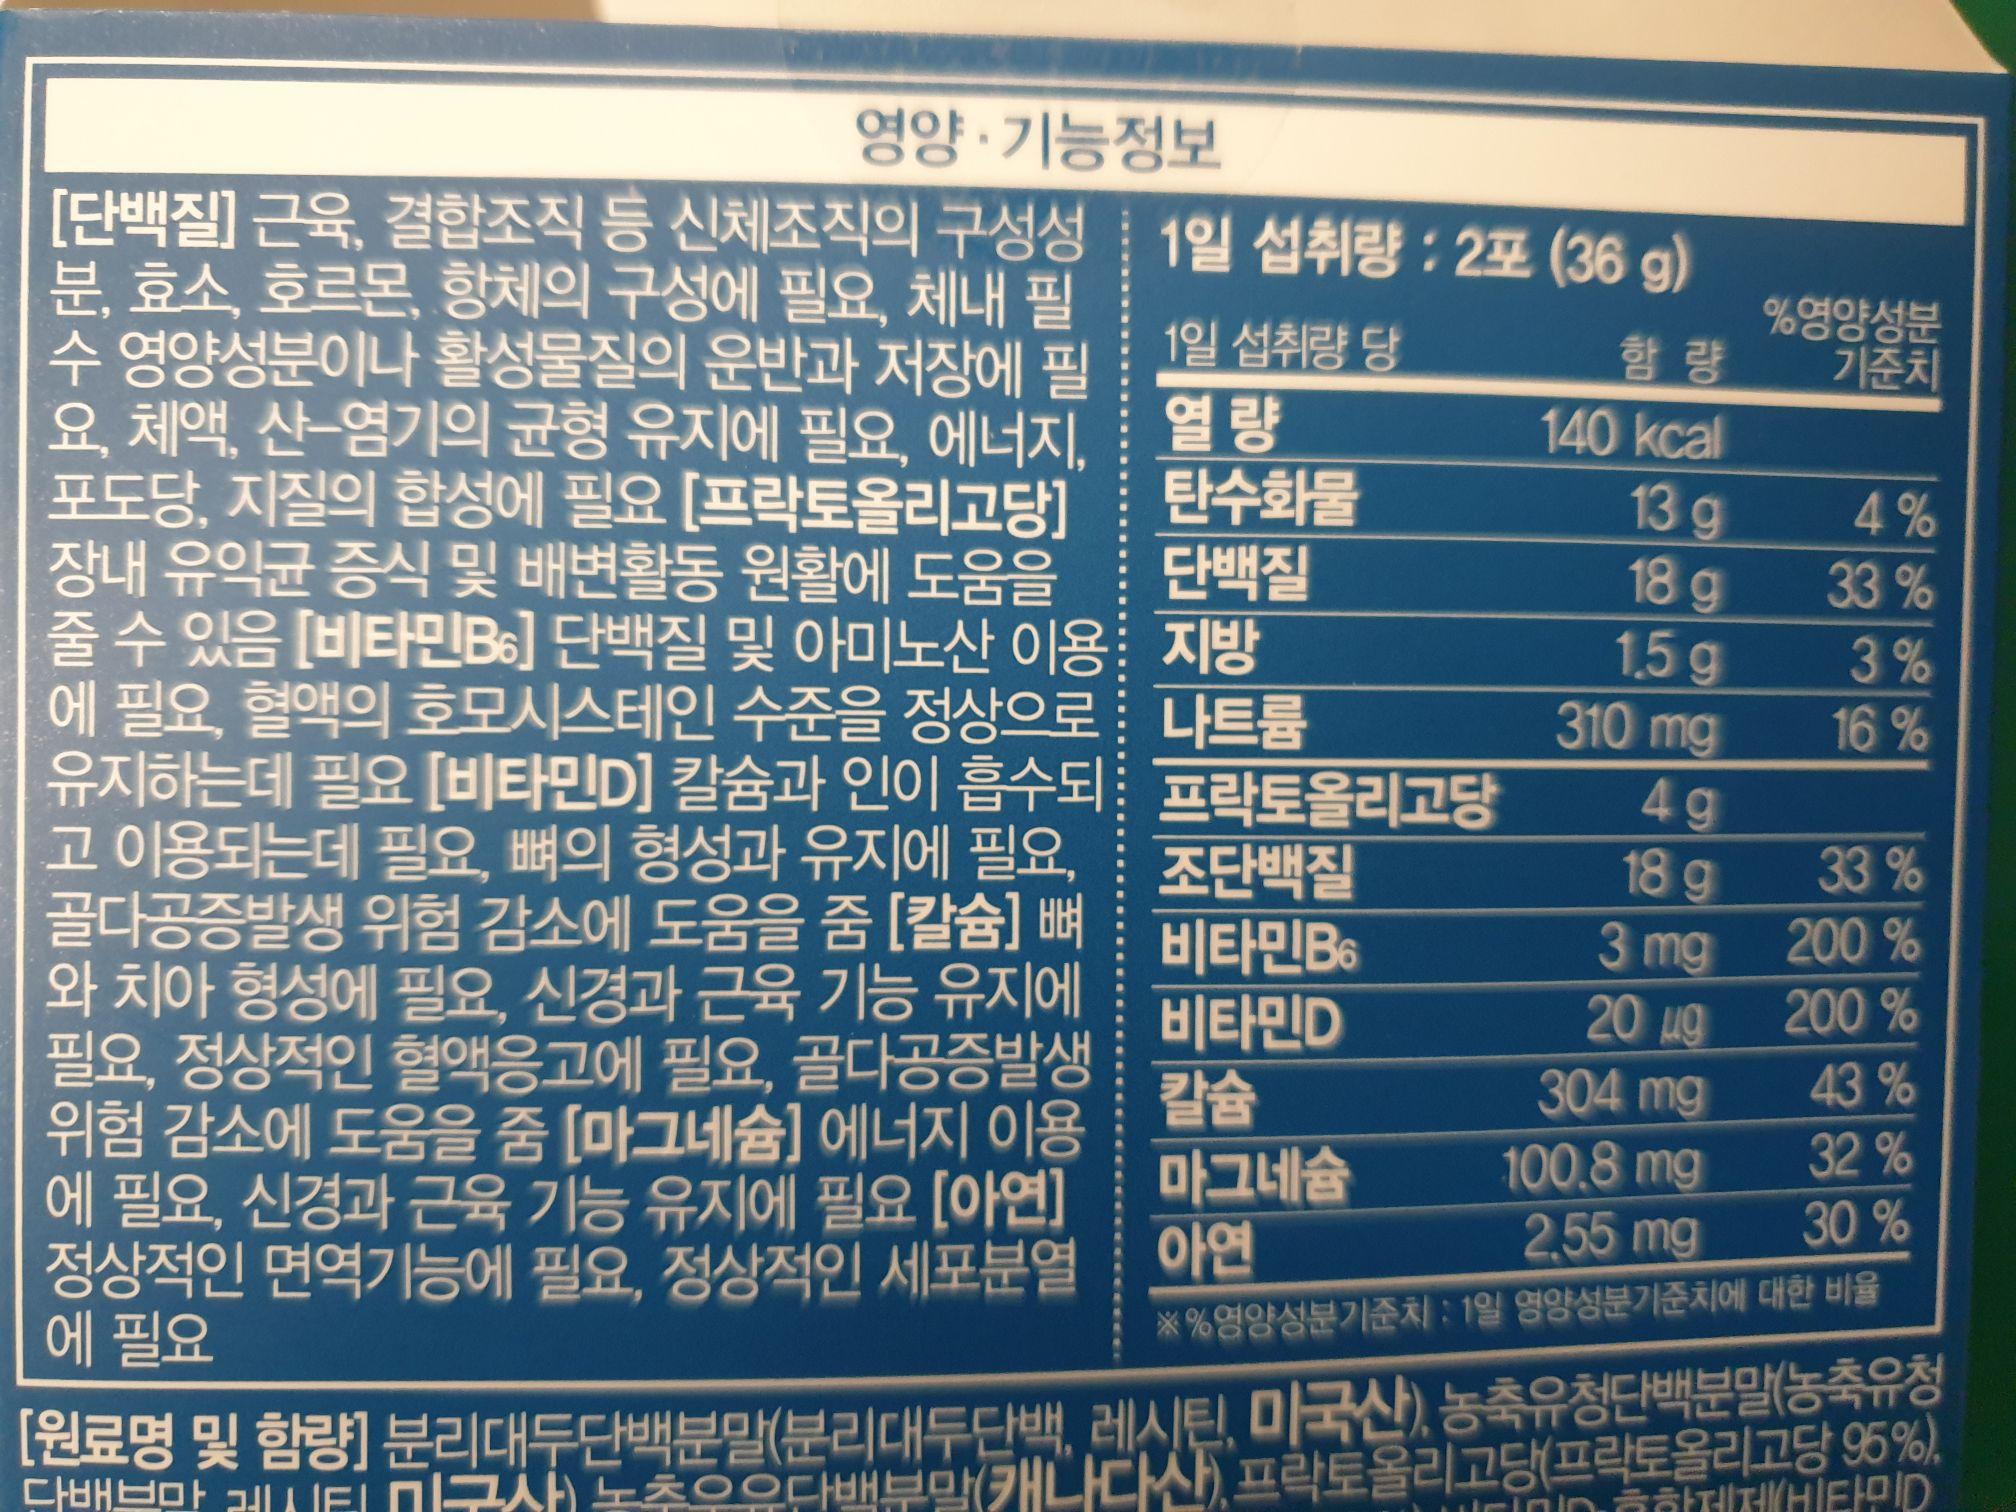 영양·기능정보
[단백질] 근육, 결합조직 등 신체조직의 구성성
분, 효소, 호르몬, 항체의 구성에 필요, 체내 필
수 영양성분이나 활성물질의 운반과 저장에 필
요, 체액, 산-염기의 균형 유지에 필요, 에너지,
포도당, 지질의 합성에 필요 [프락토올리고당]
장내 유익균 증식 및 배변활동 원활에 도움을
줄 수 있음 [비타민B6] 단백질 및 아미노산 이용
에 필요, 혈액의 호모시스테인 수준을 정상으로
유지하는데 필요 [비타민D] 칼슘과 인이 흡수되
고 이용되는데 필요, 뼈의 형성과 유지에 필요,
골다공증발생 위험 감소에 도움을 줌 [칼슘] 뼈
와 치아 형성에 필요, 신경과 근육 기능 유지에
필요, 정상적인 혈액응고에 필요, 골다공증발생
위험 감소에 도움을 줌 [마그네슘] 에너지 이용
에 필요, 신경과 근육 기능 유지에 필요 [아연]
정상적인 면역기능에 필요, 정상적인 세포분열
에 필요
1일 섭취량 : 2포 (36 g)
1일 섭취량 당 함 량 %영양성분
기준치
열 량 140 kcal
탄수화물 13 g 4 %
단백질 18 g 33 %
지방 1.5 g 3 %
나트륨 310 mg 16 %
프락토올리고당 4 g
조단백질 18 g 33 %
비타민B6 3 mg 200 %
비타민D 20 μg 200 %
칼슘 304 mg 43 %
마그네슘 100.8 mg 32 %
아연 2.55 mg 30 %
※%영양성분기준치 : 1일 영양성분기준치에 대한 비율
[원료명 및 함량] 분리대두단백분말(분리대두단백, 레시틴, 미국산), 농축유청단백분말(농축유청
단백분말, 레시틴, 미국산), 농축우유단백분말(캐나다산), 프락토올리고당(프락토올리고당 95%),